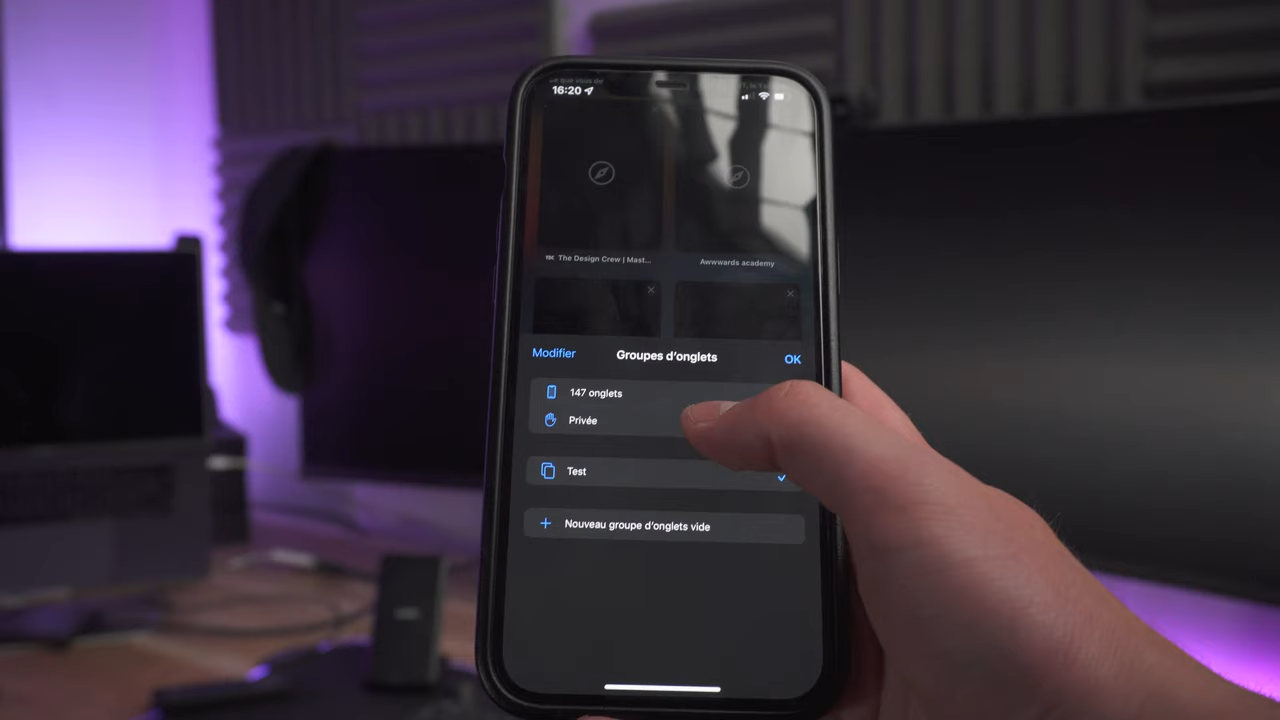 16:20
The Design Crew | Mast...
Awwwards academy
Modifier
Groupes d'onglets
OK
147 onglets
Privée
Test
Nouveau groupe d'onglets vide